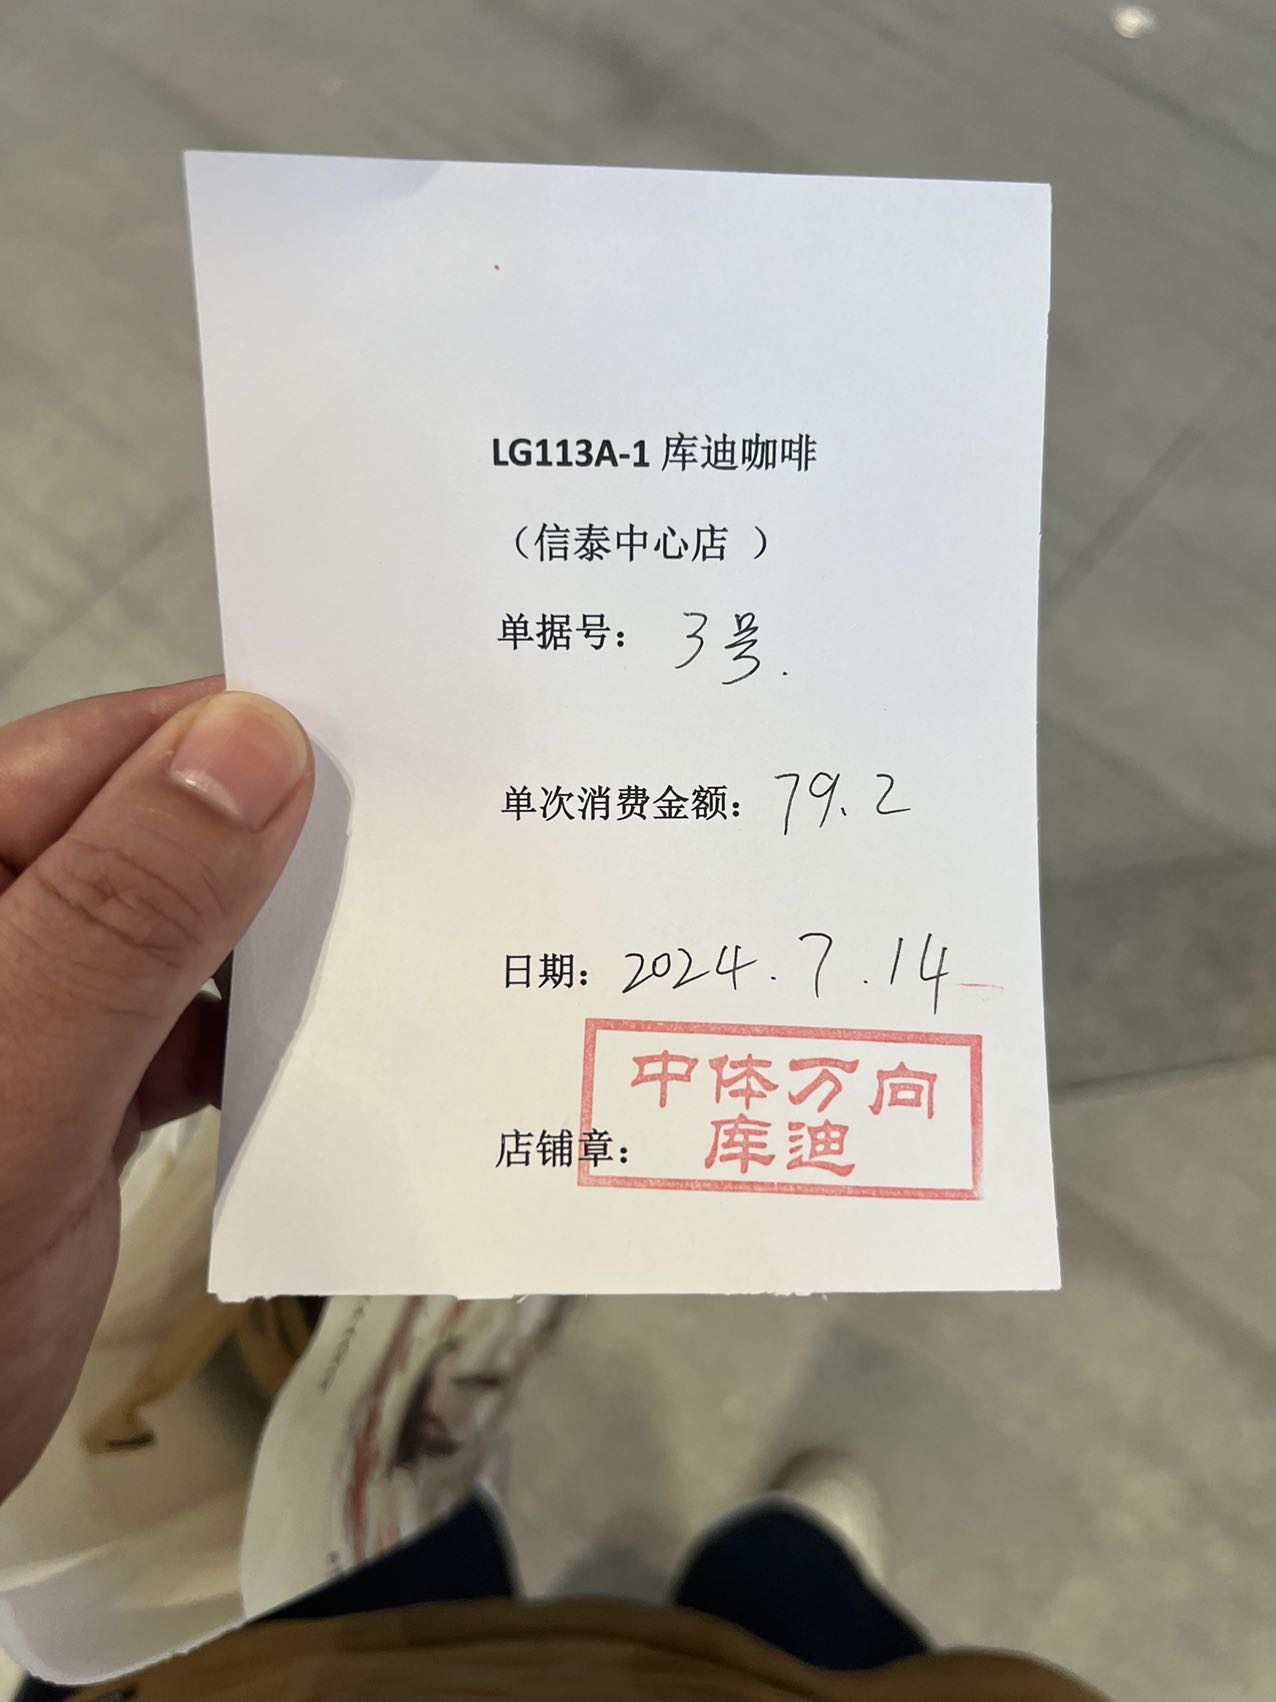 LG113A-1 库迪咖啡
（信泰中心店 ）
单据号： 3号.
单次消费金额：79.2
日期：2024.7.14
中体万向
店铺章： 库迪